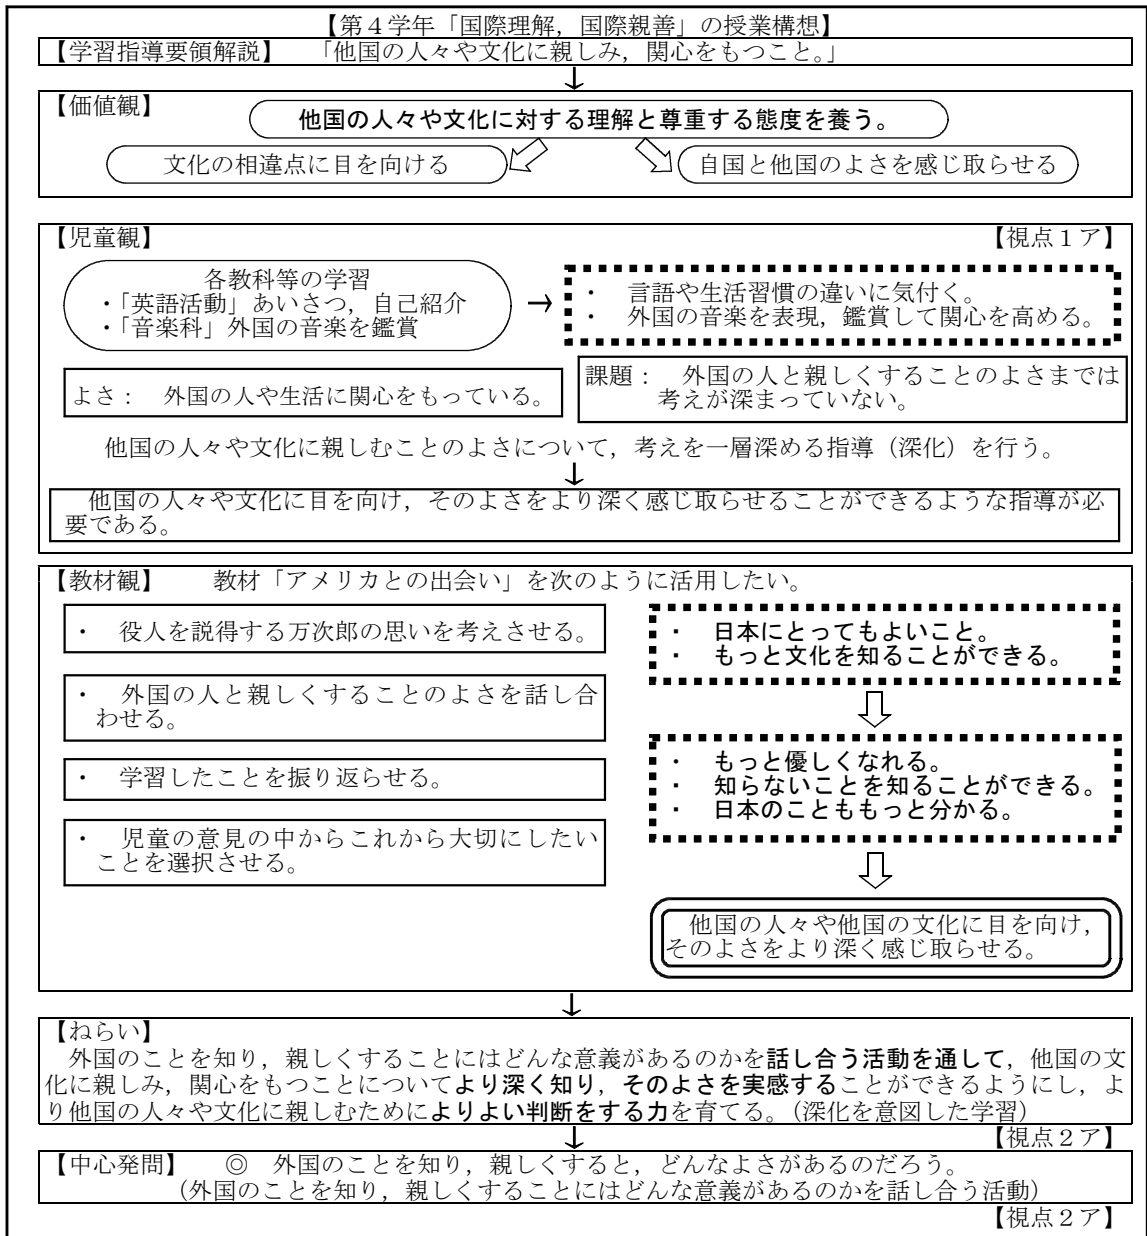 【第４学年「国際理解，国際親善」の授業構想】
【学習指導要領解説】　「他国の人々や文化に親しみ，関心をもつこと。」
↓
【価値観】
他国の人々や文化に対する理解と尊重する態度を養う。
文化の相違点に目を向ける
自国と他国のよさを感じ取らせる
【児童観】
【視点１ア】
各教科等の学習
・「英語活動」あいさつ，自己紹介
・「音楽科」外国の音楽を鑑賞
→
・　言語や生活習慣の違いに気付く。
・　外国の音楽を表現，鑑賞して関心を高める。
よさ：　外国の人や生活に関心をもっている。
課題：　外国の人と親しくすることのよさまでは
考えが深まっていない。
他国の人々や文化に親しむことのよさについて，考えを一層深める指導（深化）を行う。
↓
他国の人々や文化に目を向け，そのよさをより深く感じ取らせることができるような指導が必
要である。
【教材観】　　教材「アメリカとの出会い」を次のように活用したい。
・　役人を説得する万次郎の思いを考えさせる。
・　外国の人と親しくすることのよさを話し合
わせる。
・　学習したことを振り返らせる。
・　児童の意見の中からこれから大切にしたい
ことを選択させる。
・　日本にとってもよいこと。
・　もっと文化を知ることができる。
・　もっと優しくなれる。
・　知らないことを知ることができる。
・　日本のことももっと分かる。
他国の人々や他国の文化に目を向け，
そのよさをより深く感じ取らせる。
↓
【ねらい】
外国のことを知り，親しくすることにはどんな意義があるのかを話し合う活動を通して，他国の文
化に親しみ，関心をもつことについてより深く知り，そのよさを実感することができるようにし，よ
り他国の人々や文化に親しむためによりよい判断をする力を育てる。（深化を意図した学習）
↓
【視点２ア】
【中心発問】　◎　外国のことを知り，親しくすると，どんなよさがあるのだろう。
（外国のことを知り，親しくすることにはどんな意義があるのかを話し合う活動）
【視点２ア】